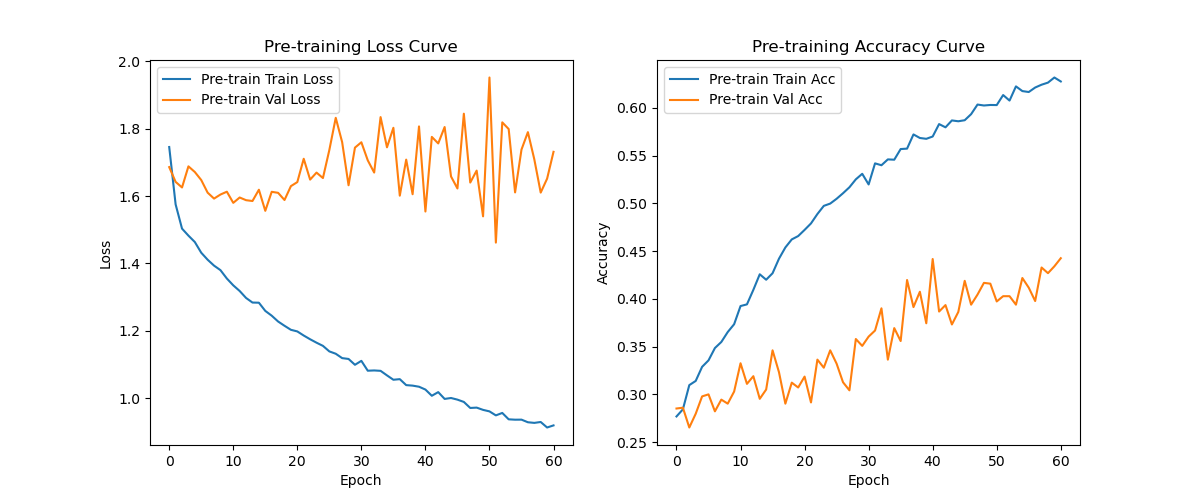 Pre-training Loss Curve
Pre-train Train Loss
Pre-train Val Loss
2.0
1.8
1.6
1.4
1.2
1.0
Loss
0
10
20
30
40
50
60
Epoch
Pre-training Accuracy Curve
Pre-train Train Acc
Pre-train Val Acc
0.60
0.55
0.50
0.45
0.40
0.35
0.30
0.25
Accuracy
0
10
20
30
40
50
60
Epoch